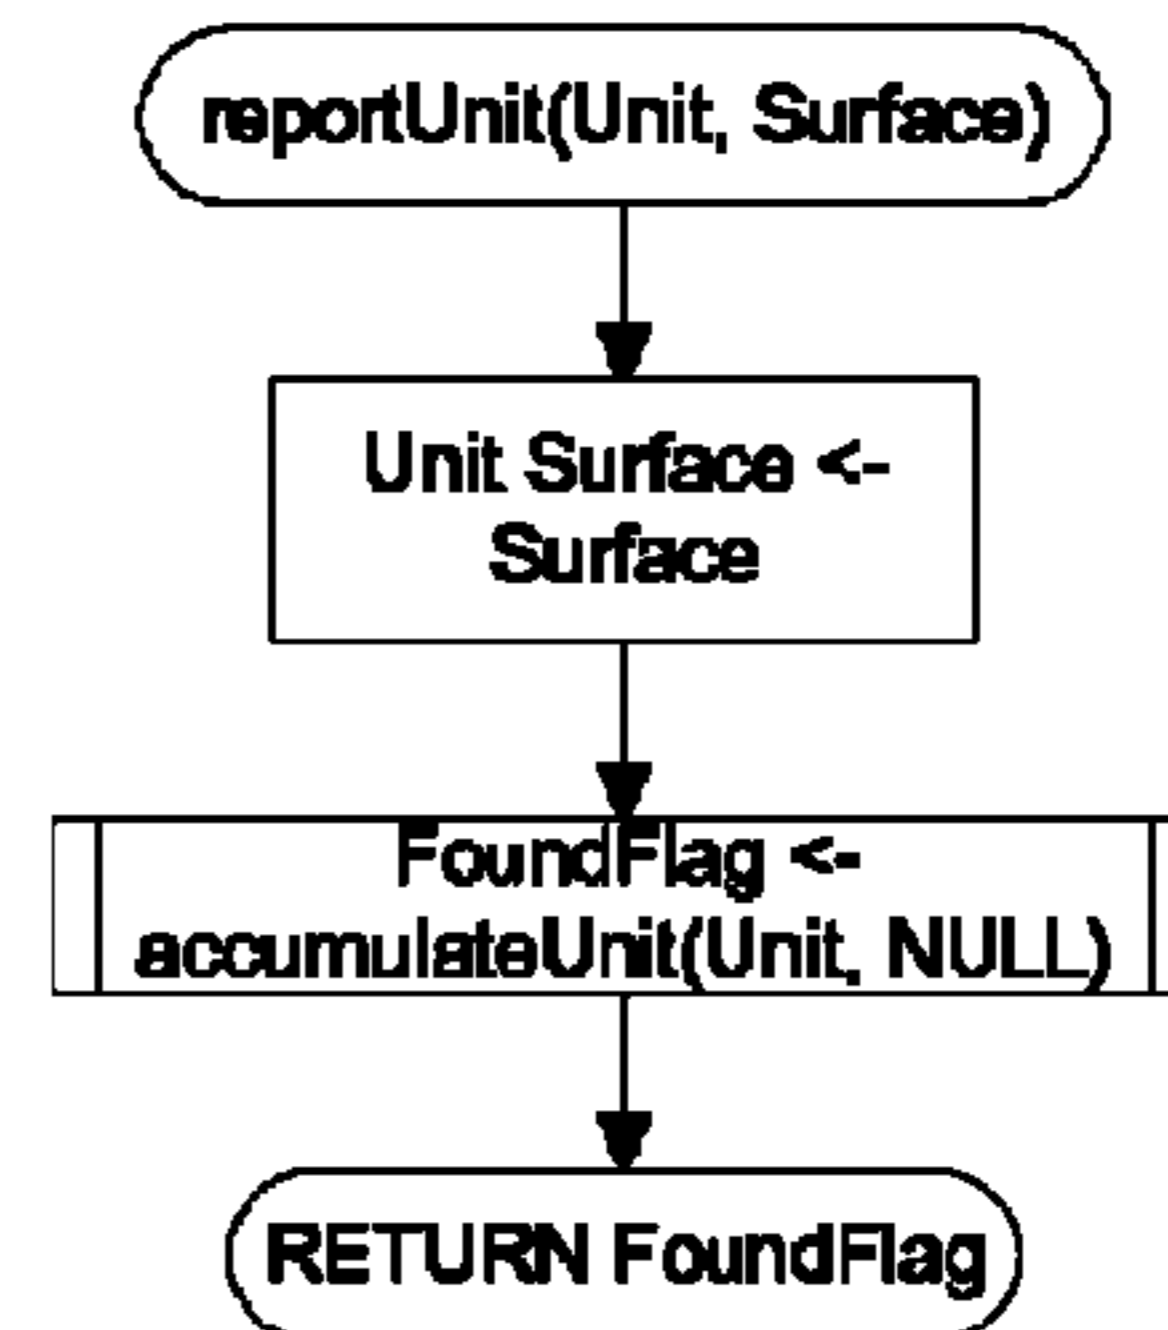 reportUnit(Unit, Surface)
Unit Surface <-
Surface
FoundFlag <-
accumulateUnit(Unit, NULL)
RETURN FoundFlag